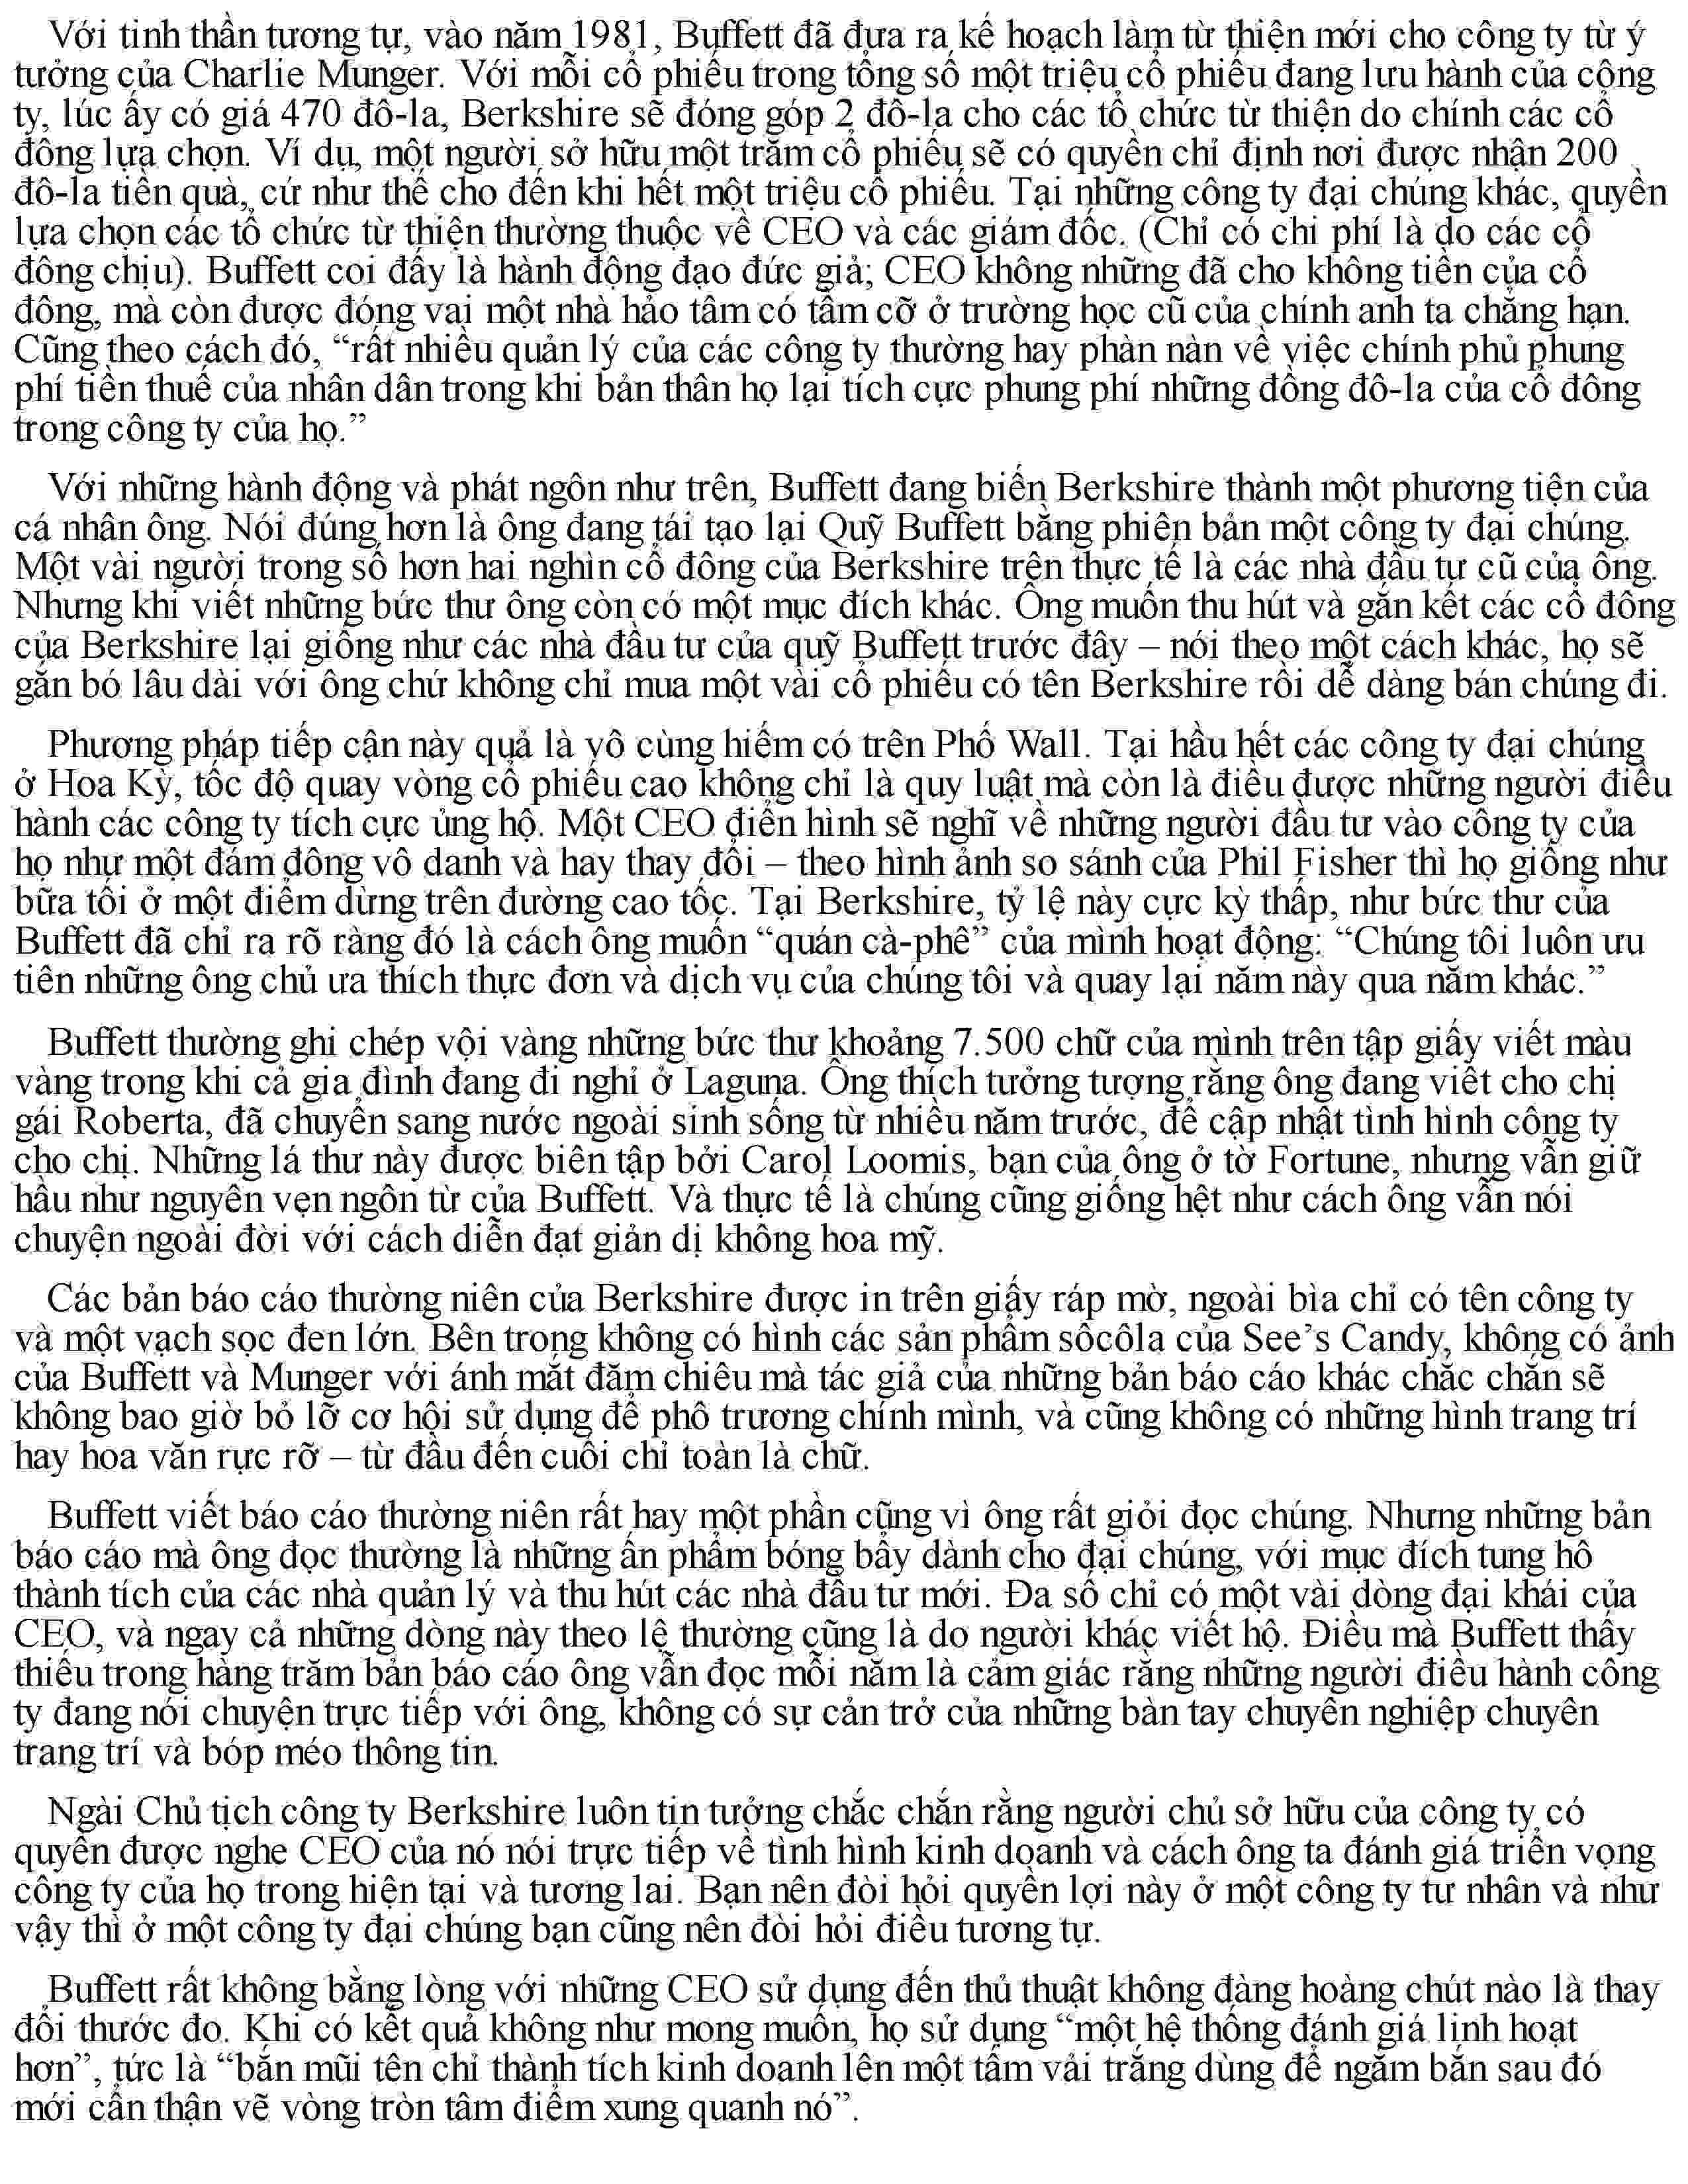 Với tinh thần tương tự, vào năm 1981, Buffett đã đưa ra kế hoạch làm từ thiện mới cho công ty từ ý
tưởng của Charlie Munger. Với mỗi cổ phiếu trong tổng số một triệu cổ phiếu đang lưu hành của công
ty, lúc ấy có giá 470 đô-la, Berkshire sẽ đóng góp 2 đô-la cho các tổ chức từ thiện do chính các cổ
đông lựa chọn. Ví dụ, một người sở hữu một trăm cổ phiếu sẽ có quyền chỉ định nơi được nhận 200
đô-la tiền quà, cứ như thế cho đến khi hết một triệu cổ phiếu. Tại những công ty đại chúng khác, quyền
lựa chọn các tổ chức từ thiện thường thuộc về CEO và các giám đốc. (Chỉ có chi phí là do các cổ
đông chịu). Buffett coi đấy là hành động đạo đức giả; CEO không những đã cho không tiền của cổ
đông, mà còn được đóng vai một nhà hảo tâm có tầm cỡ ở trường học cũ của chính anh ta chẳng hạn.
Cũng theo cách đó, “rất nhiều quản lý của các công ty thường hay phàn nàn về việc chính phủ phung
phí tiền thuế của nhân dân trong khi bản thân họ lại tích cực phung phí những đồng đô-la của cổ đông
trong công ty của họ.”
Với những hành động và phát ngôn như trên, Buffett đang biến Berkshire thành một phương tiện của
cá nhân ông. Nói đúng hơn là ông đang tái tạo lại Quỹ Buffett bằng phiên bản một công ty đại chúng.
Một vài người trong số hơn hai nghìn cổ đông của Berkshire trên thực tế là các nhà đầu tư cũ của ông.
Nhưng khi viết những bức thư ông còn có một mục đích khác. Ông muốn thu hút và gắn kết các cổ đông
của Berkshire lại giống như các nhà đầu tư của quỹ Buffett trước đây – nói theo một cách khác, họ sẽ
gắn bó lâu dài với ông chứ không chỉ mua một vài cổ phiếu có tên Berkshire rồi dễ dàng bán chúng đi.
Phương pháp tiếp cận này quả là vô cùng hiếm có trên Phố Wall. Tại hầu hết các công ty đại chúng
ở Hoa Kỳ, tốc độ quay vòng cổ phiếu cao không chỉ là quy luật mà còn là điều được những người điều
hành các công ty tích cực ủng hộ. Một CEO điển hình sẽ nghĩ về những người đầu tư vào công ty của
họ như một đám đông vô danh và hay thay đổi – theo hình ảnh so sánh của Phil Fisher thì họ giống như
bữa tối ở một điểm dừng trên đường cao tốc. Tại Berkshire, tỷ lệ này cực kỳ thấp, như bức thư của
Buffett đã chỉ ra rõ ràng đó là cách ông muốn “quán cà-phê” của mình hoạt động: “Chúng tôi luôn ưu
tiên những ông chủ ưa thích thực đơn và dịch vụ của chúng tôi và quay lại năm này qua năm khác.”
Buffett thường ghi chép vội vàng những bức thư khoảng 7.500 chữ của mình trên tập giấy viết màu
vàng trong khi cả gia đình đang đi nghỉ ở Laguna. Ông thích tưởng tượng rằng ông đang viết cho chị
gái Roberta, đã chuyển sang nước ngoài sinh sống từ nhiều năm trước, để cập nhật tình hình công ty
cho chị. Những lá thư này được biên tập bởi Carol Loomis, bạn của ông ở tờ Fortune, nhưng vẫn giữ
hầu như nguyên vẹn ngôn từ của Buffett. Và thực tế là chúng cũng giống hệt như cách ông vẫn nói
chuyện ngoài đời với cách diễn đạt giản dị không hoa mỹ.
Các bản báo cáo thường niên của Berkshire được in trên giấy ráp mờ, ngoài bìa chỉ có tên công ty
và một vạch sọc đen lớn. Bên trong không có hình các sản phẩm sôcôla của See’s Candy, không có ảnh
của Buffett và Munger với ánh mắt đăm chiêu mà tác giả của những bản báo cáo khác chắc chắn sẽ
không bao giờ bỏ lỡ cơ hội sử dụng để phô trương chính mình, và cũng không có những hình trang trí
hay hoa văn rực rỡ – từ đầu đến cuối chỉ toàn là chữ.
Buffett viết báo cáo thường niên rất hay một phần cũng vì ông rất giỏi đọc chúng. Nhưng những bản
báo cáo mà ông đọc thường là những ấn phẩm bóng bẩy dành cho đại chúng, với mục đích tung hô
thành tích của các nhà quản lý và thu hút các nhà đầu tư mới. Đa số chỉ có một vài dòng đại khái của
CEO, và ngay cả những dòng này theo lệ thường cũng là do người khác viết hộ. Điều mà Buffett thấy
thiếu trong hàng trăm bản báo cáo ông vẫn đọc mỗi năm là cảm giác rằng những người điều hành công
ty đang nói chuyện trực tiếp với ông, không có sự cản trở của những bàn tay chuyên nghiệp chuyên
trang trí và bóp méo thông tin.
Ngài Chủ tịch công ty Berkshire luôn tin tưởng chắc chắn rằng người chủ sở hữu của công ty có
quyền được nghe CEO của nó nói trực tiếp về tình hình kinh doanh và cách ông ta đánh giá triển vọng
công ty của họ trong hiện tại và tương lai. Bạn nên đòi hỏi quyền lợi này ở một công ty tư nhân và như
vậy thì ở một công ty đại chúng bạn cũng nên đòi hỏi điều tương tự.
Buffett rất không bằng lòng với những CEO sử dụng đến thủ thuật không đàng hoàng chút nào là thay
đổi thước đo. Khi có kết quả không như mong muốn, họ sử dụng “một hệ thống đánh giá linh hoạt
hơn”, tức là “bắn mũi tên chỉ thành tích kinh doanh lên một tấm vải trắng dùng để ngắm bắn sau đó
mới cẩn thận vẽ vòng tròn tâm điểm xung quanh nó”.